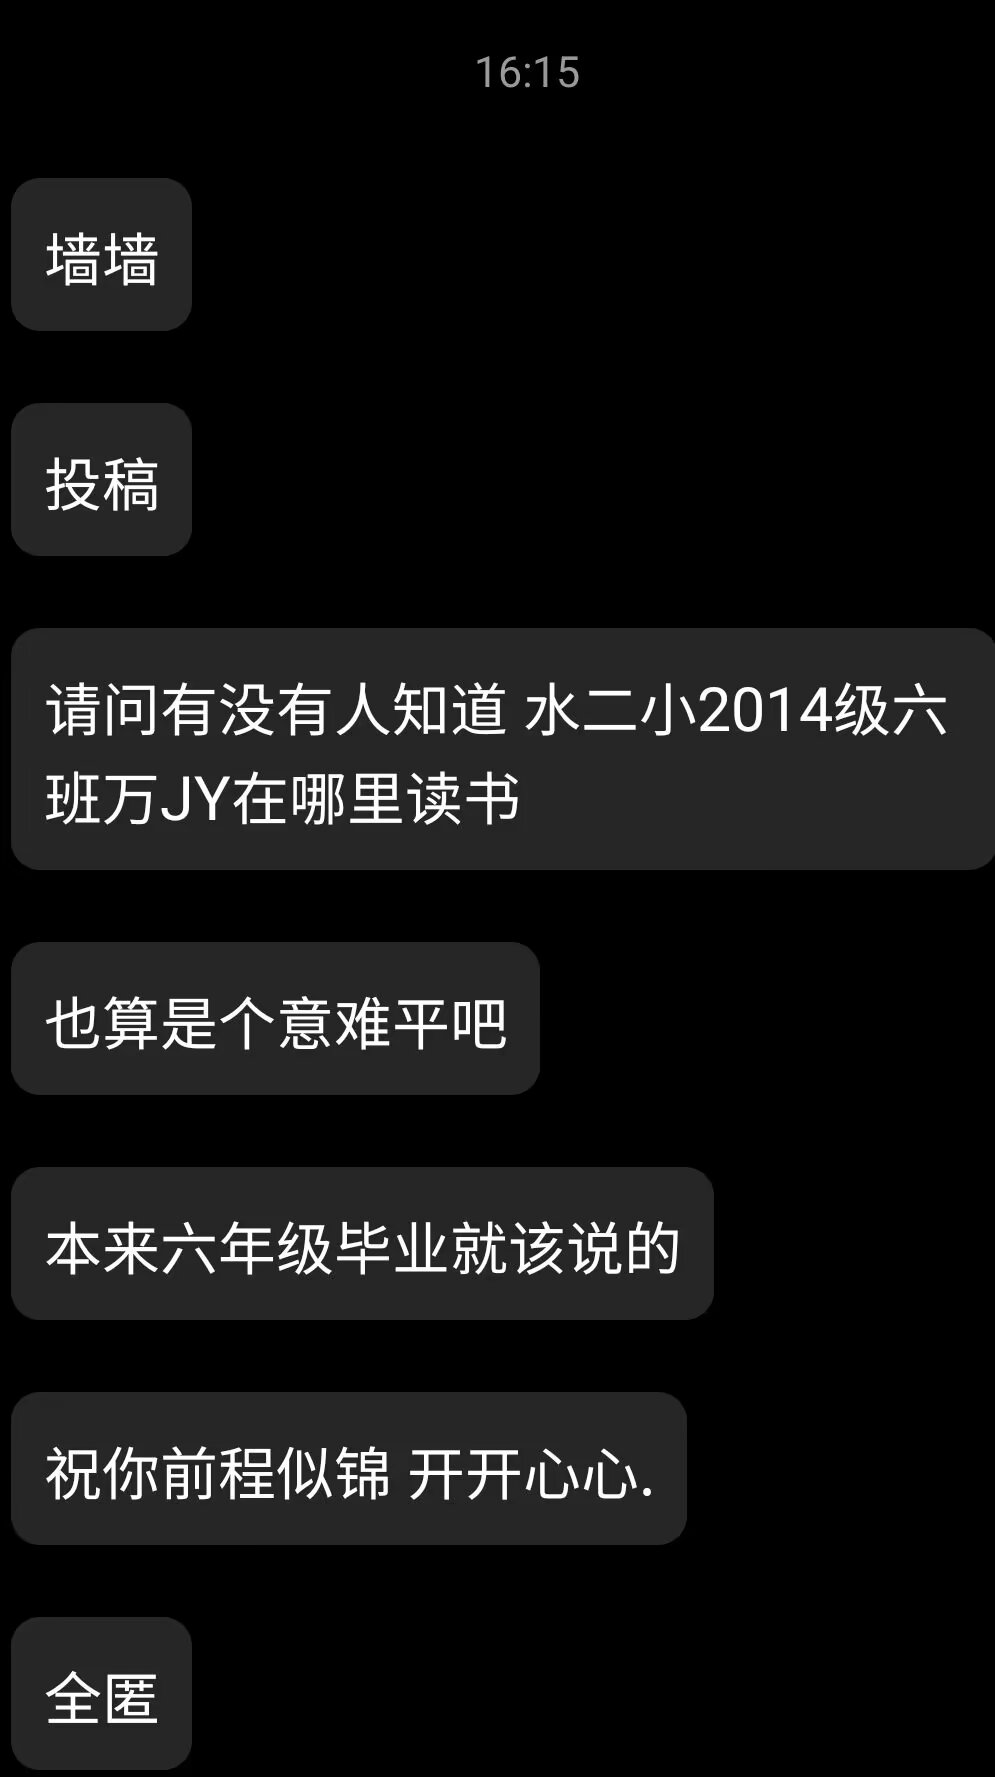 16:15
墙墙
投稿
请问有没有人知道 水二小2014级六
班万JY在哪里读书
也算是个意难平吧
本来六年级毕业就该说的
祝你前程似锦 开开心心.
全匿